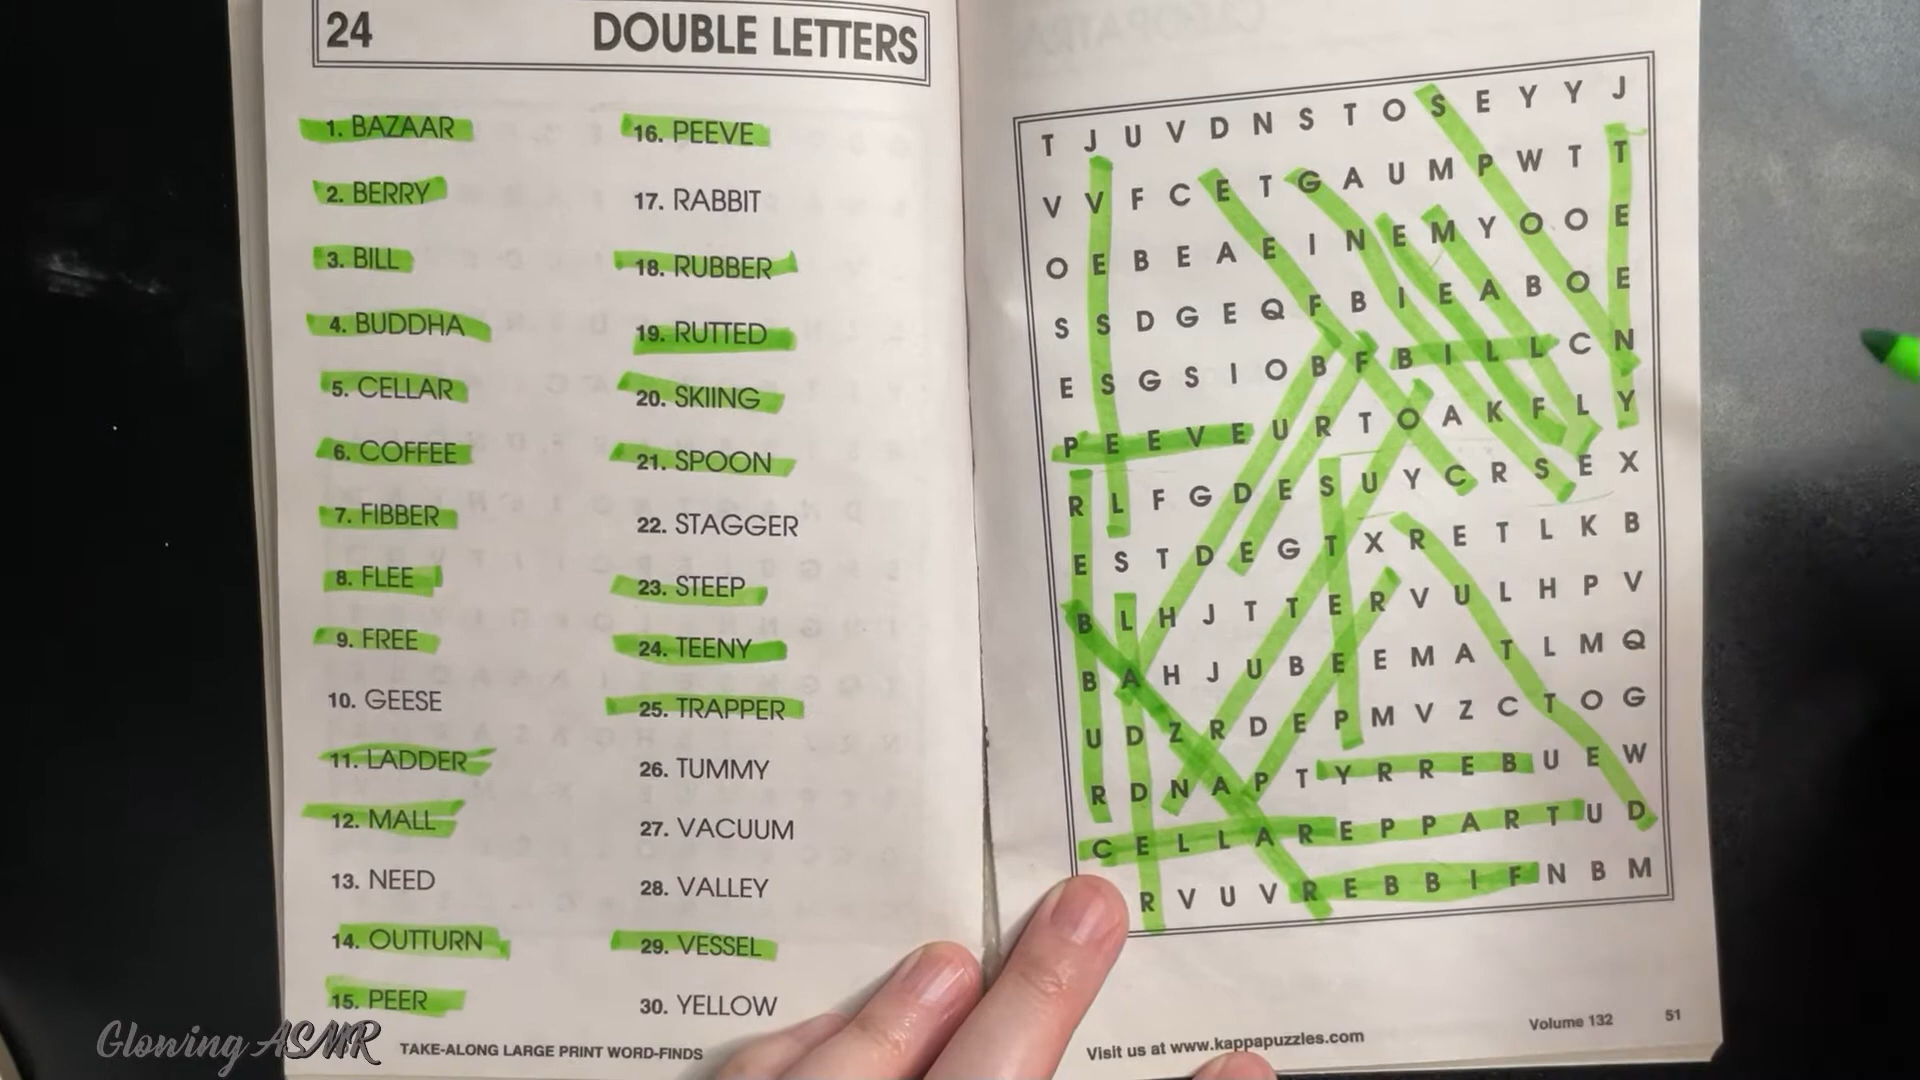 24 DOUBLE LETTERS
1. BAZAAR
2. BERRY
3. BILL
4. BUDDHA
5. CELLAR
6. COFFEE
7. FIBBER
8. FLEE
9. FREE
10. GEESE
11. LADDER
12. MALL
13. NEED
14. OUTTURN
15. PEER
16. PEEVE
17. RABBIT
18. RUBBER
19. RUTTED
20. SKIING
21. SPOON
22. STAGGER
23. STEEP
24. TEENY
25. TRAPPER
26. TUMMY
27. VACUUM
28. VALLEY
29. VESSEL
30. YELLOW
TAKE-ALONG LARGE PRINT WORD-FINDS
Glowing ASMR
T J U V D N S T O S E Y Y J
V V F C E T G A U M P W T T
O E B E A E I N E M Y O O E
S S D G E Q F B I E A B O E
E S G S I O B F B I L L C N
P E E V E U R T O A K F L Y
R L F G D E S U Y C R S E X
E S T D E G T X R E T L K B
B L H J T T E R V U L H P V
B A H J U B E E M A T L M Q
U D Z R D E P M V Z C T O G
R D N A P T Y R R E B U E W
C E L L A R E P P A R T U D
R V U V R E B B I F N B M
Visit us at www.kappapuzzles.com
Volume 132
51